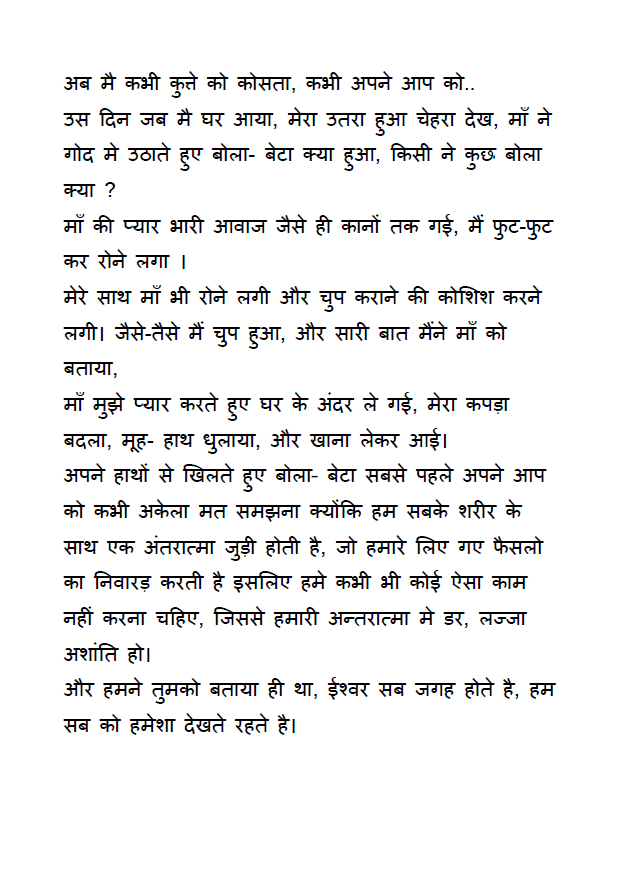 अब मै कभी कुत्ते को कोसता, कभी अपने आप को..
उस दिन जब मै घर आया, मेरा उतरा हुआ चेहरा देख, माँ ने
गोद मे उठाते हुए बोला- बेटा क्या हुआ, किसी ने कुछ बोला
क्या ?
माँ की प्यार भारी आवाज जैसे ही कानों तक गई, मैं फुट-फुट
कर रोने लगा ।
मेरे साथ माँ भी रोने लगी और चुप कराने की कोशिश करने
लगी। जैसे-तैसे मैं चुप हुआ, और सारी बात मैंने माँ को
बताया,
माँ मुझे प्यार करते हुए घर के अंदर ले गई, मेरा कपड़ा
बदला, मूह- हाथ धुलाया, और खाना लेकर आई।
अपने हाथों से खिलते हुए बोला- बेटा सबसे पहले अपने आप
को कभी अकेला मत समझना क्योंकि हम सबके शरीर के
साथ एक अंतरात्मा जुड़ी होती है, जो हमारे लिए गए फैसलो
का निवारड़ करती है इसलिए हमे कभी भी कोई ऐसा काम
नहीं करना चहिए, जिससे हमारी अन्तरात्मा मे डर, लज्जा
अशांति हो।
और हमने तुमको बताया ही था, ईश्वर सब जगह होते है, हम
सब को हमेशा देखते रहते है।